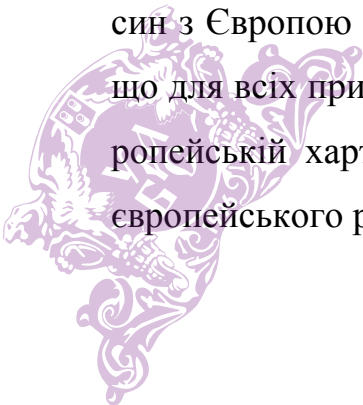 син з Європою
що для всіх при
ропейській харт
європейського р